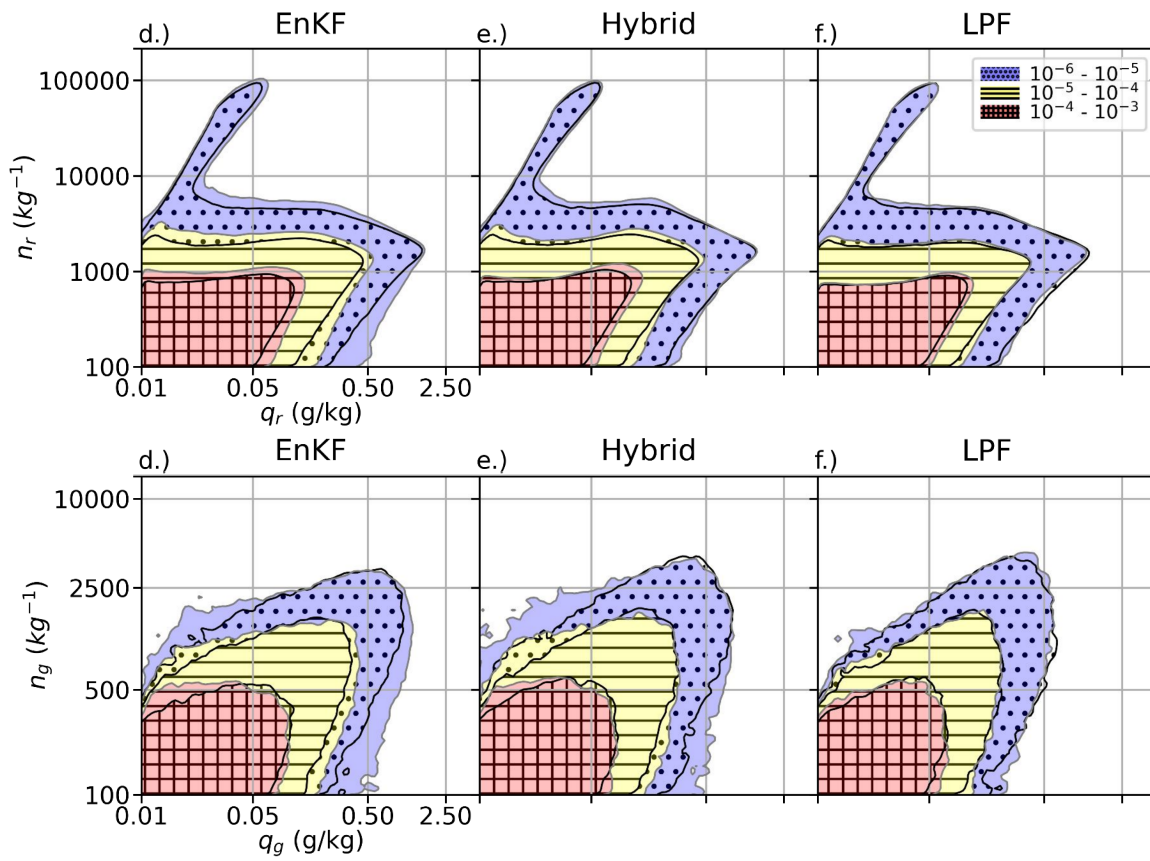 d.) EnKF e.) Hybrid f.) LPF
10⁻⁶ - 10⁻⁵
10⁻⁵ - 10⁻⁴
10⁻⁴ - 10⁻³
100000
10000
1000
100
nᵣ (kg⁻¹)
0.01 0.05 0.50 2.50
qᵣ (g/kg)
d.) EnKF e.) Hybrid f.) LPF
10000
2500
500
100
n_g (kg⁻¹)
0.01 0.05 0.50 2.50
q_g (g/kg)